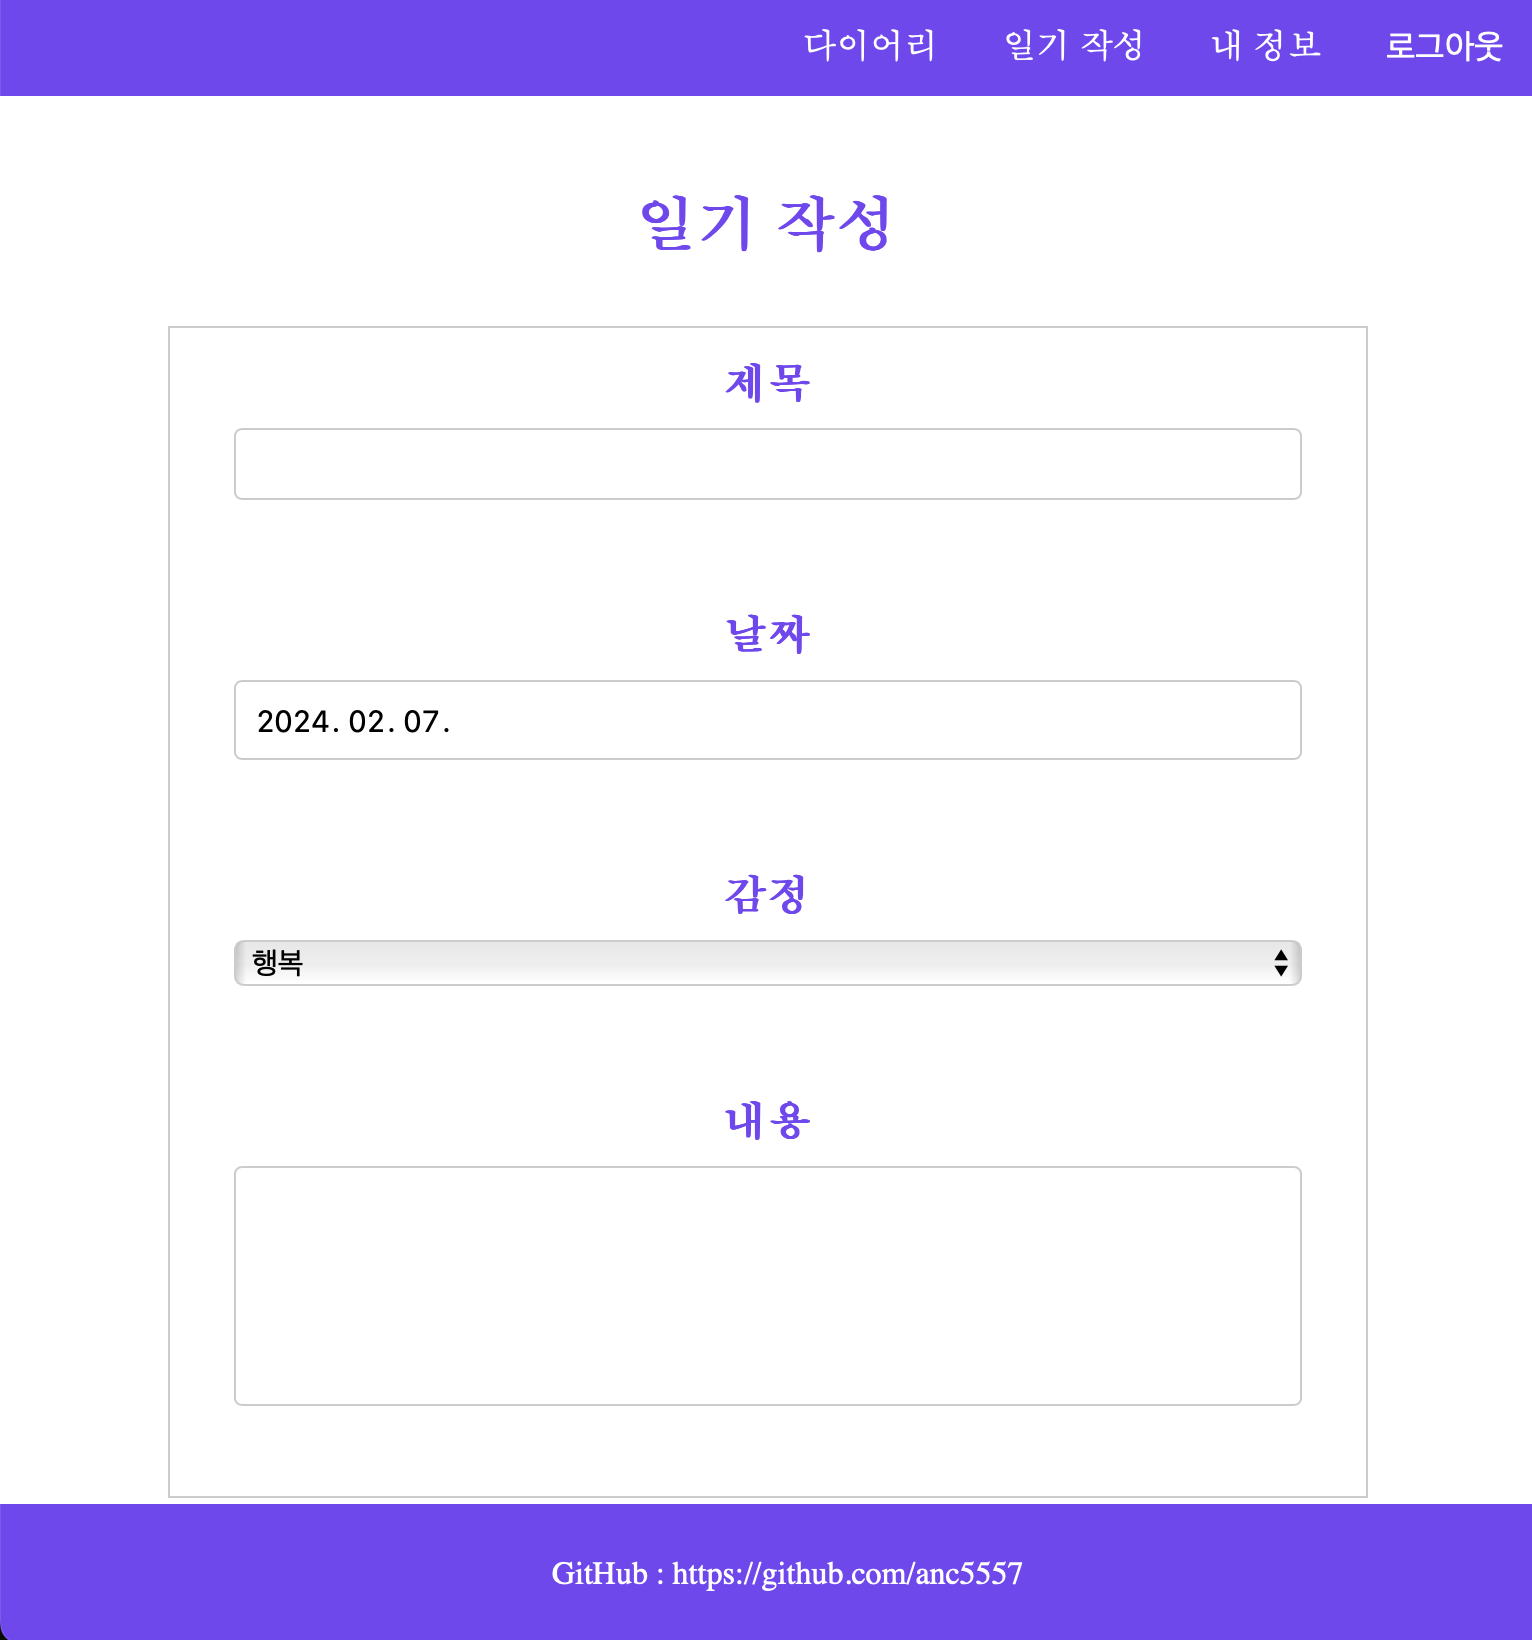 다이어리 일기 작성 내 정보 로그아웃
일기 작성
제목
날짜
2024. 02. 07.
감정
행복
내용
GitHub : https://github.com/anc5557